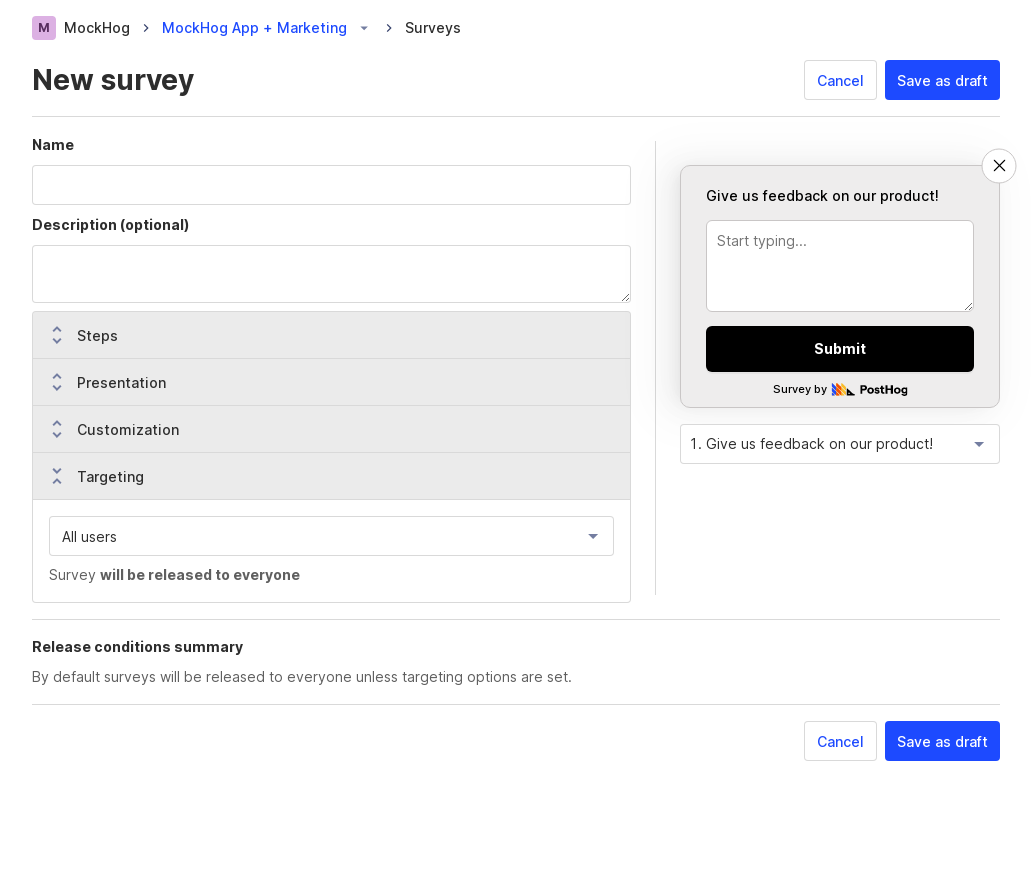 M MockHog MockHog App + Marketing Surveys
New survey
Cancel Save as draft
Name
Description (optional)
Steps
Presentation
Customization
Targeting
All users
Survey will be released to everyone
Give us feedback on our product!
Start typing...
Submit
Survey by PostHog
1. Give us feedback on our product!
Release conditions summary
By default surveys will be released to everyone unless targeting options are set.
Cancel Save as draft